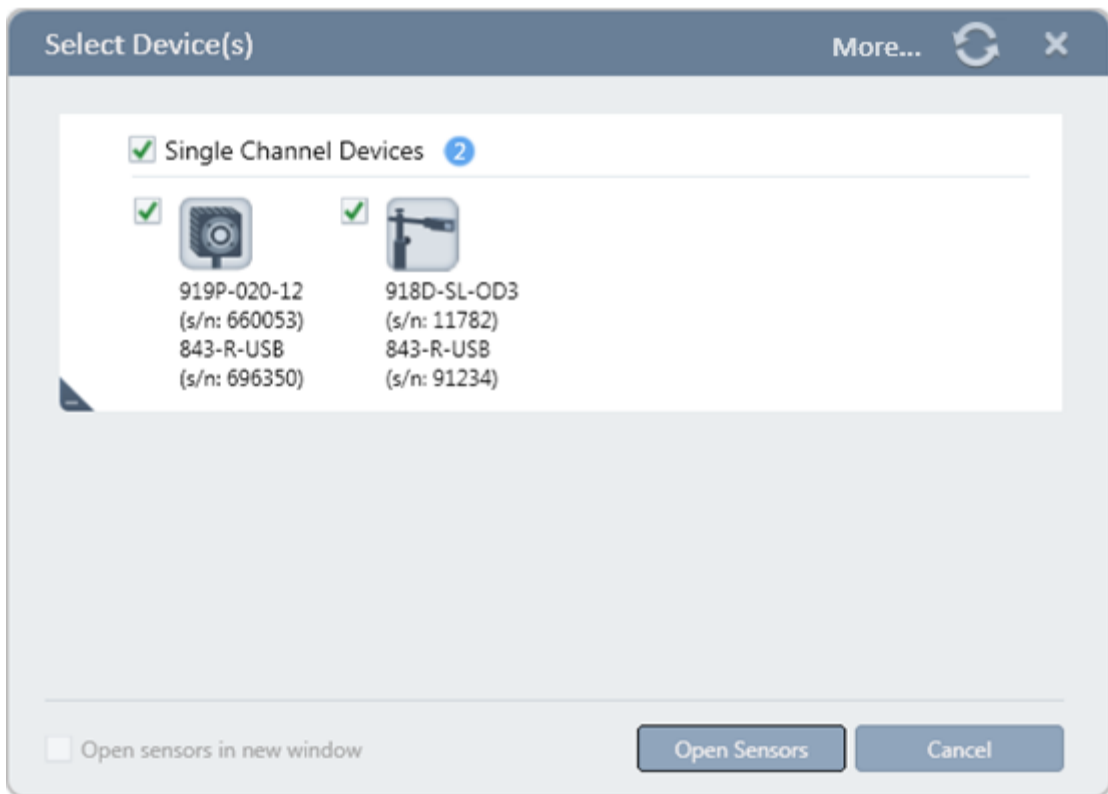 Select Device(s) More...
Single Channel Devices 2
919P-020-12
(s/n: 660053)
843-R-USB
(s/n: 696350)
918D-SL-OD3
(s/n: 11782)
843-R-USB
(s/n: 91234)
Open sensors in new window
Open Sensors
Cancel